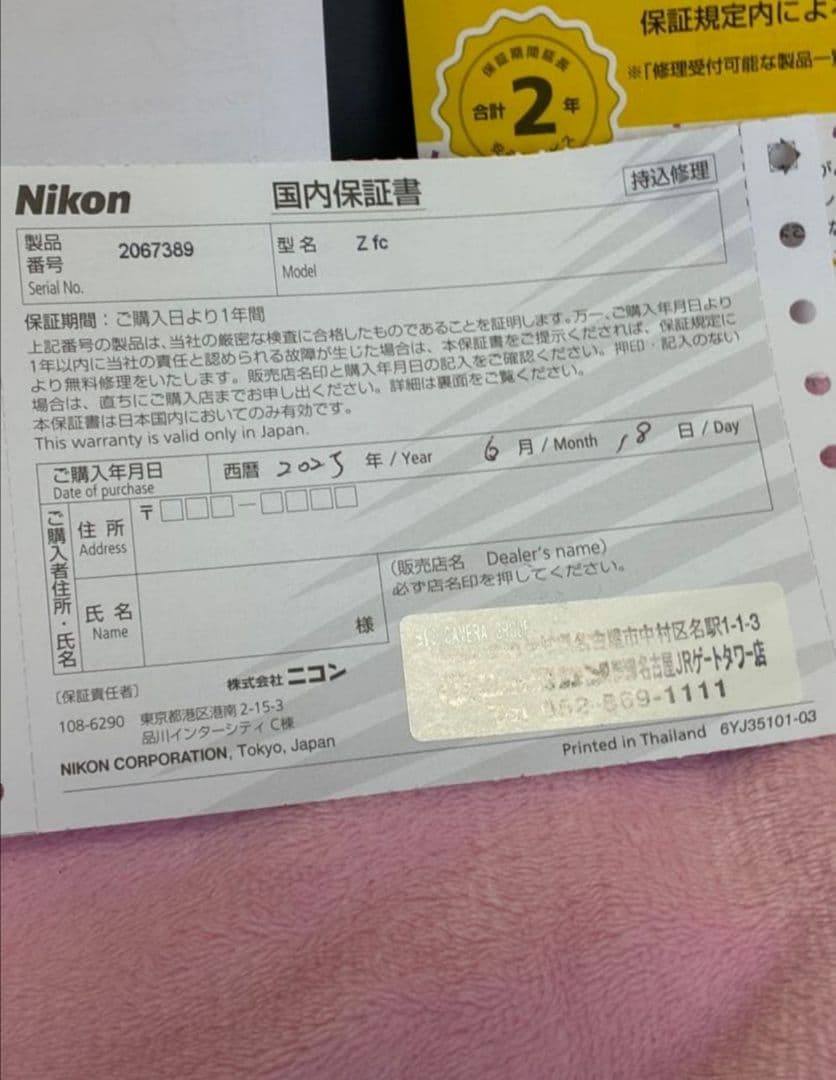 保証規定内によ
※「修理受付可能な製品一
保証期間延長
合計 2 年
Nikon 国内保証書 持込修理
製品番号 2067389 型名 Z fc
Serial No. Model
保証期間：ご購入日より1年間
上記番号の製品は、当社の厳密な検査に合格したものであることを証明します。万一、ご購入年月日より
1年以内に当社の責任と認められる故障が生じた場合は、本保証書をご提示くだされば、保証規定に
より無料修理をいたします。販売店名印と購入年月日の記入をご確認ください。押印・記入のない
場合は、直ちにご購入店までお申し出ください。詳細は裏面をご覧ください。
本保証書は日本国内においてのみ有効です。
This warranty is valid only in Japan.
ご購入年月日 西暦 2025 年 / Year 6 月 / Month 18 日 / Day
Date of purchase
ご購入者住所・氏名
住所 〒
Address
氏名 様
Name
(販売店名 Dealer's name)
必ず店名印を押してください。
CAMERA
名古屋市中村区名駅1-1-3
名古屋JRゲートタワー店
052-569-1111
〔保証責任者〕 株式会社 ニコン
108-6290 東京都港区港南 2-15-3
品川インターシティ C棟
NIKON CORPORATION, Tokyo, Japan
Printed in Thailand 6YJ35101-03